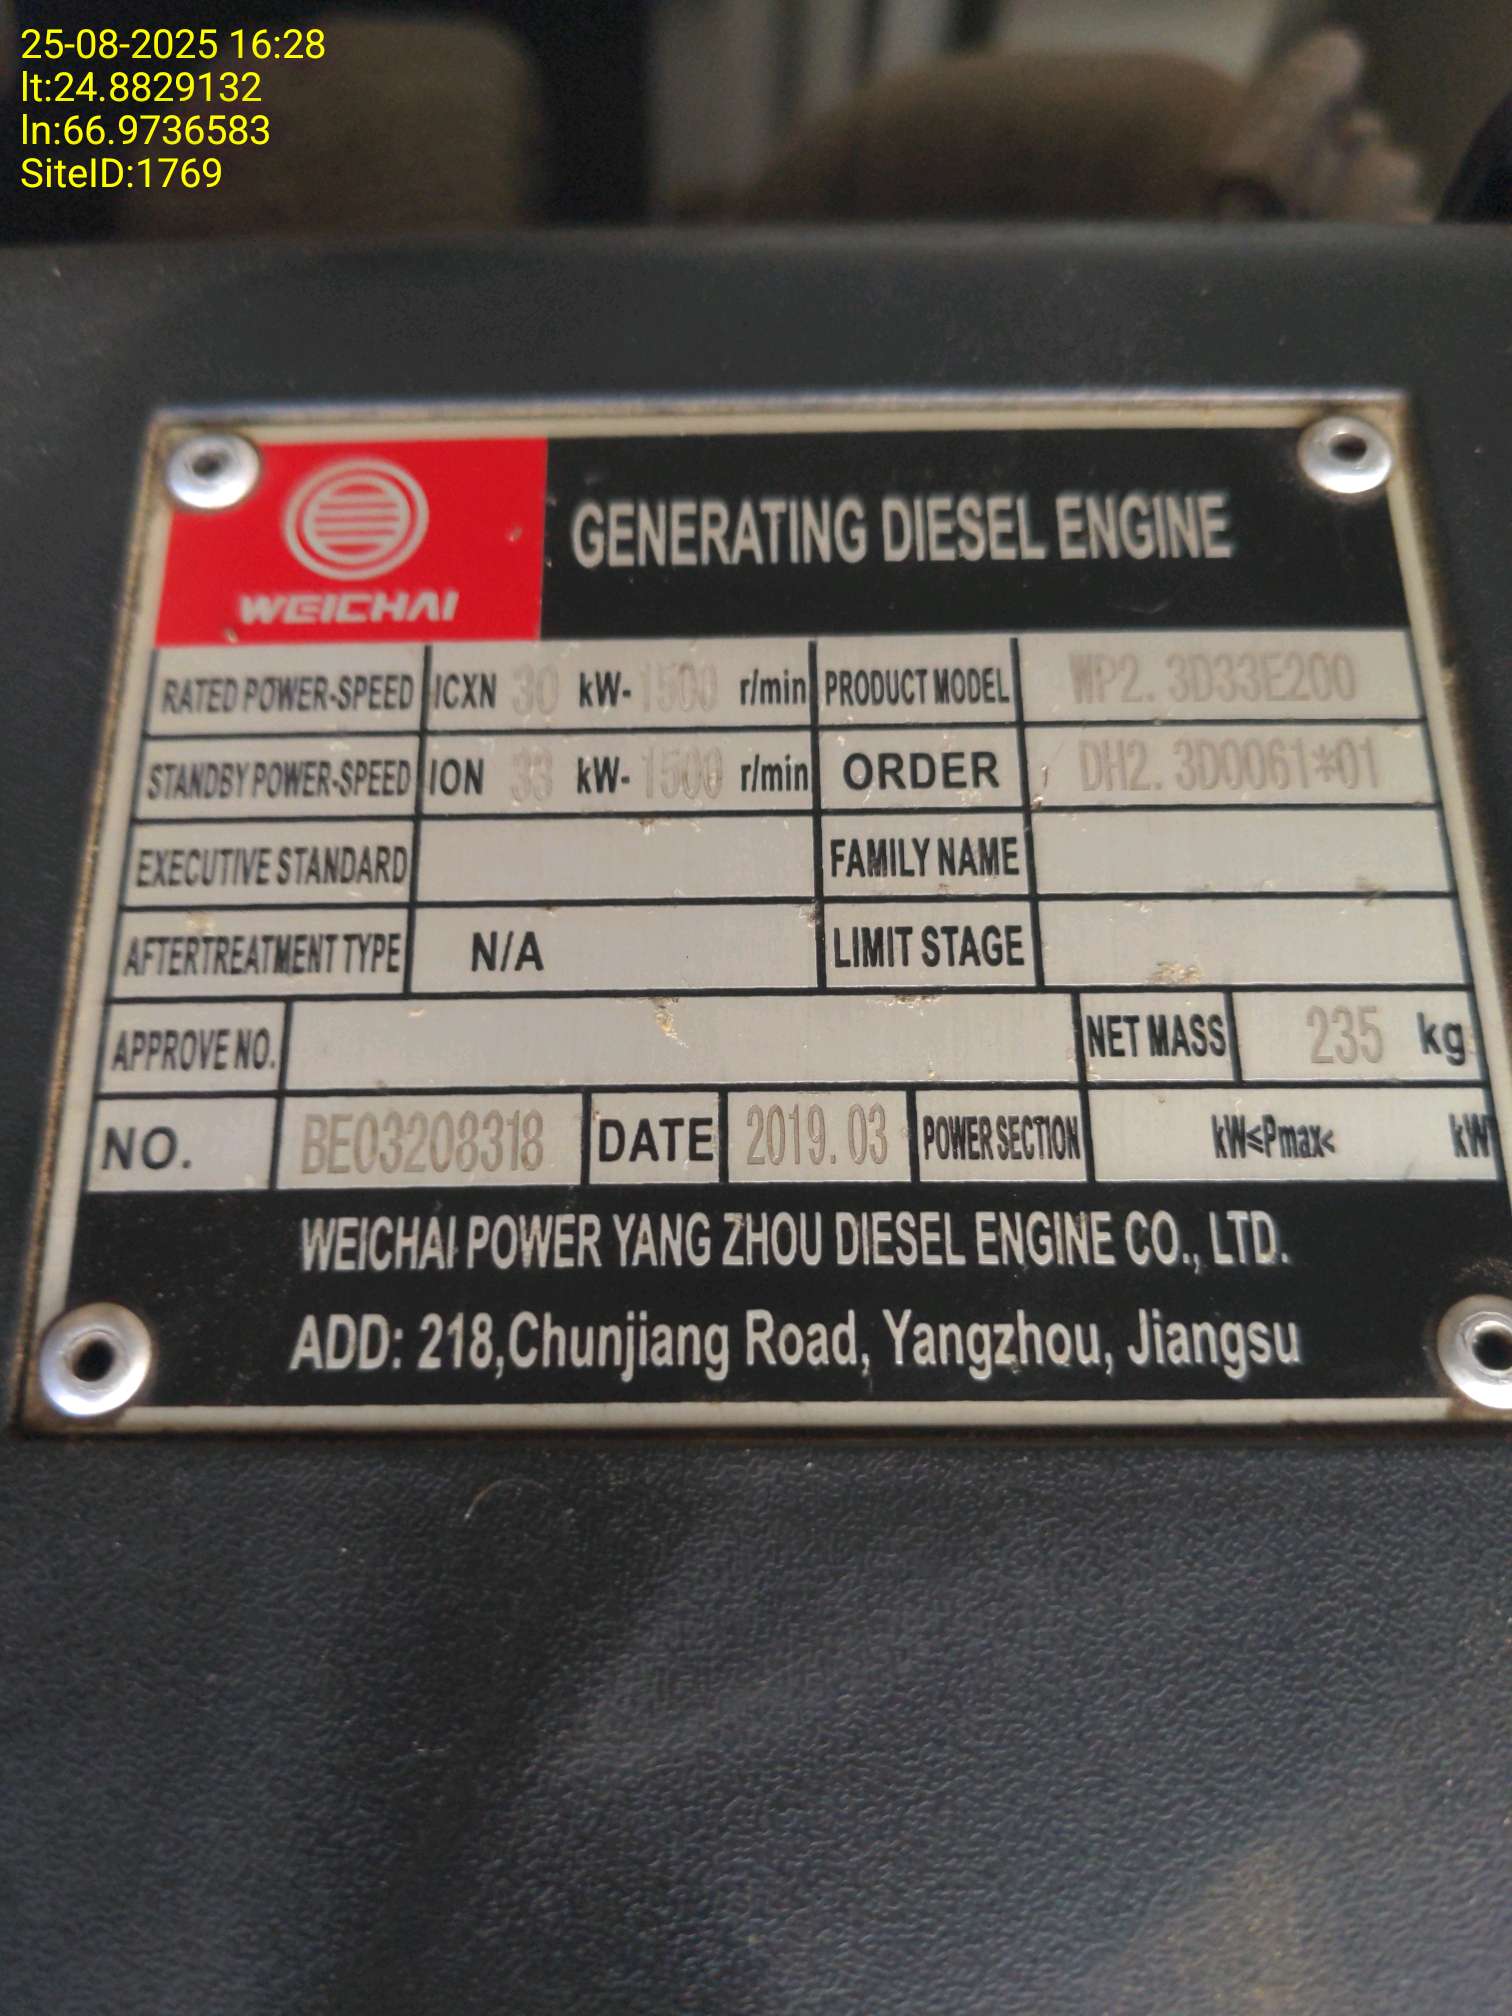 25-08-2025 16:28
lt:24.8829132
ln:66.9736583
SiteID:1769
WEICHAI
GENERATING DIESEL ENGINE
RATED POWER-SPEED ICXN 30 kW- 1500 r/min PRODUCT MODEL WP2.3D33E200
STANDBY POWER-SPEED ION 33 kW- 1500 r/min ORDER DH2.3D0061*01
EXECUTIVE STANDARD FAMILY NAME
AFTERTREATMENT TYPE N/A LIMIT STAGE
APPROVE NO. NET MASS 235 kg
NO. BE03208318 DATE 2019.03 POWER SECTION kW≤Pmax< kW
WEICHAI POWER YANG ZHOU DIESEL ENGINE CO., LTD.
ADD: 218,Chunjiang Road, Yangzhou, Jiangsu